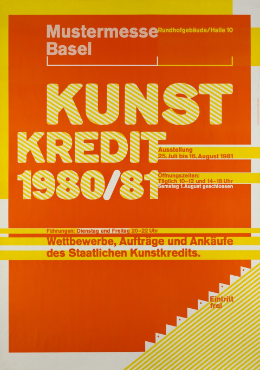 Mustermesse
Basel
Rundhofgebäude/Halle 10
KUNST
KREDIT
1980/81
Ausstellung
25. Juli bis 16. August 1981
Öffnungszeiten:
Täglich 10–12 und 14–18 Uhr
Samstag 1. August geschlossen
Führungen: Dienstag und Freitag 20–22 Uhr
Wettbewerbe, Aufträge und Ankäufe
des Staatlichen Kunstkredits.
Eintritt
frei